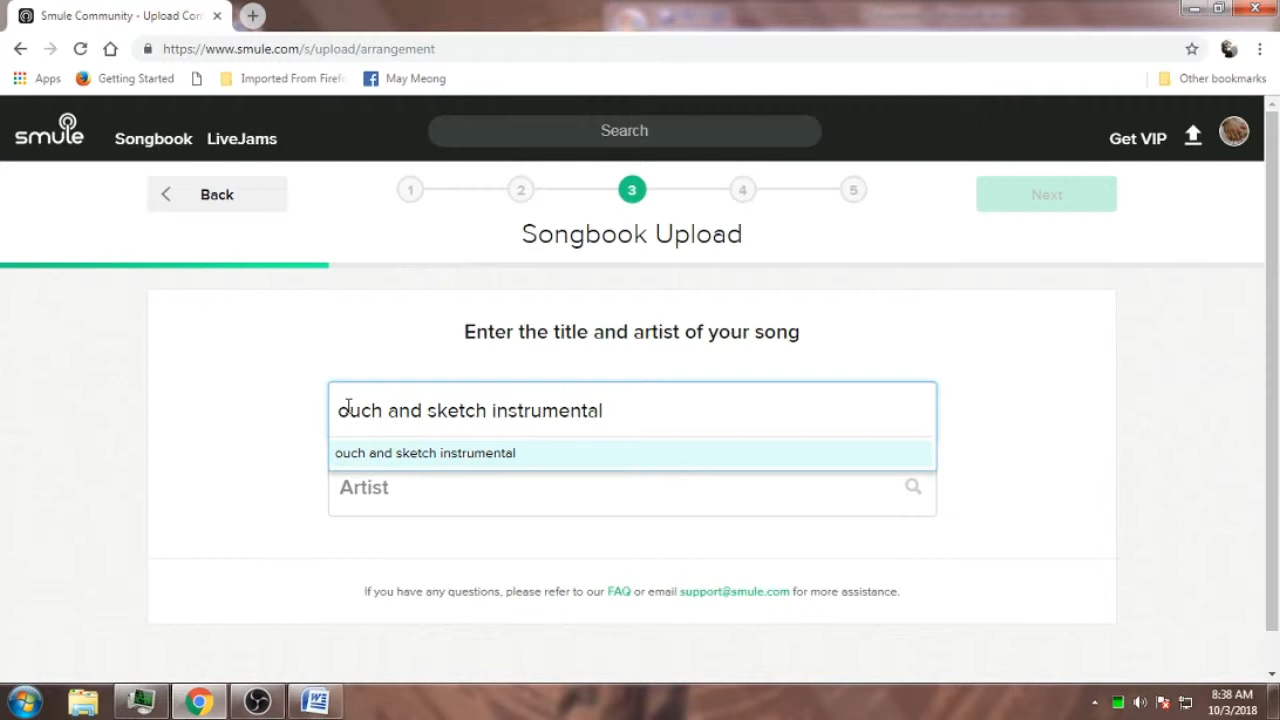 Smule Community - Upload Con
https://www.smule.com/s/upload/arrangement
Apps Getting Started Imported From Firef May Meong Other bookmarks
smule Songbook LiveJams Search Get VIP
Back 1 2 3 4 5 Next
Songbook Upload
Enter the title and artist of your song
ouch and sketch instrumental
ouch and sketch instrumental
Artist
If you have any questions, please refer to our FAQ or email support@smule.com for more assistance.
8:38 AM
10/3/2018